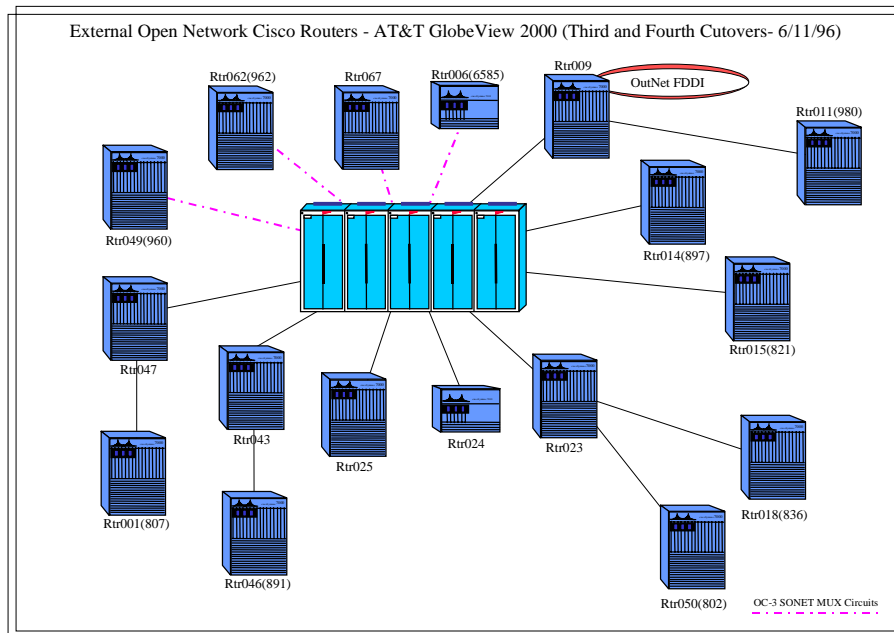 External Open Network Cisco Routers - AT&T GlobeView 2000 (Third and Fourth Cutovers- 6/11/96)
Rtr062(962)
Rtr067
Rtr006(6585)
Rtr009
OutNet FDDI
Rtr011(980)
Rtr049(960)
Rtr014(897)
Rtr047
Rtr015(821)
Rtr043
Rtr025
Rtr024
Rtr023
Rtr001(807)
Rtr046(891)
Rtr018(836)
Rtr050(802)
OC-3 SONET MUX Circuits